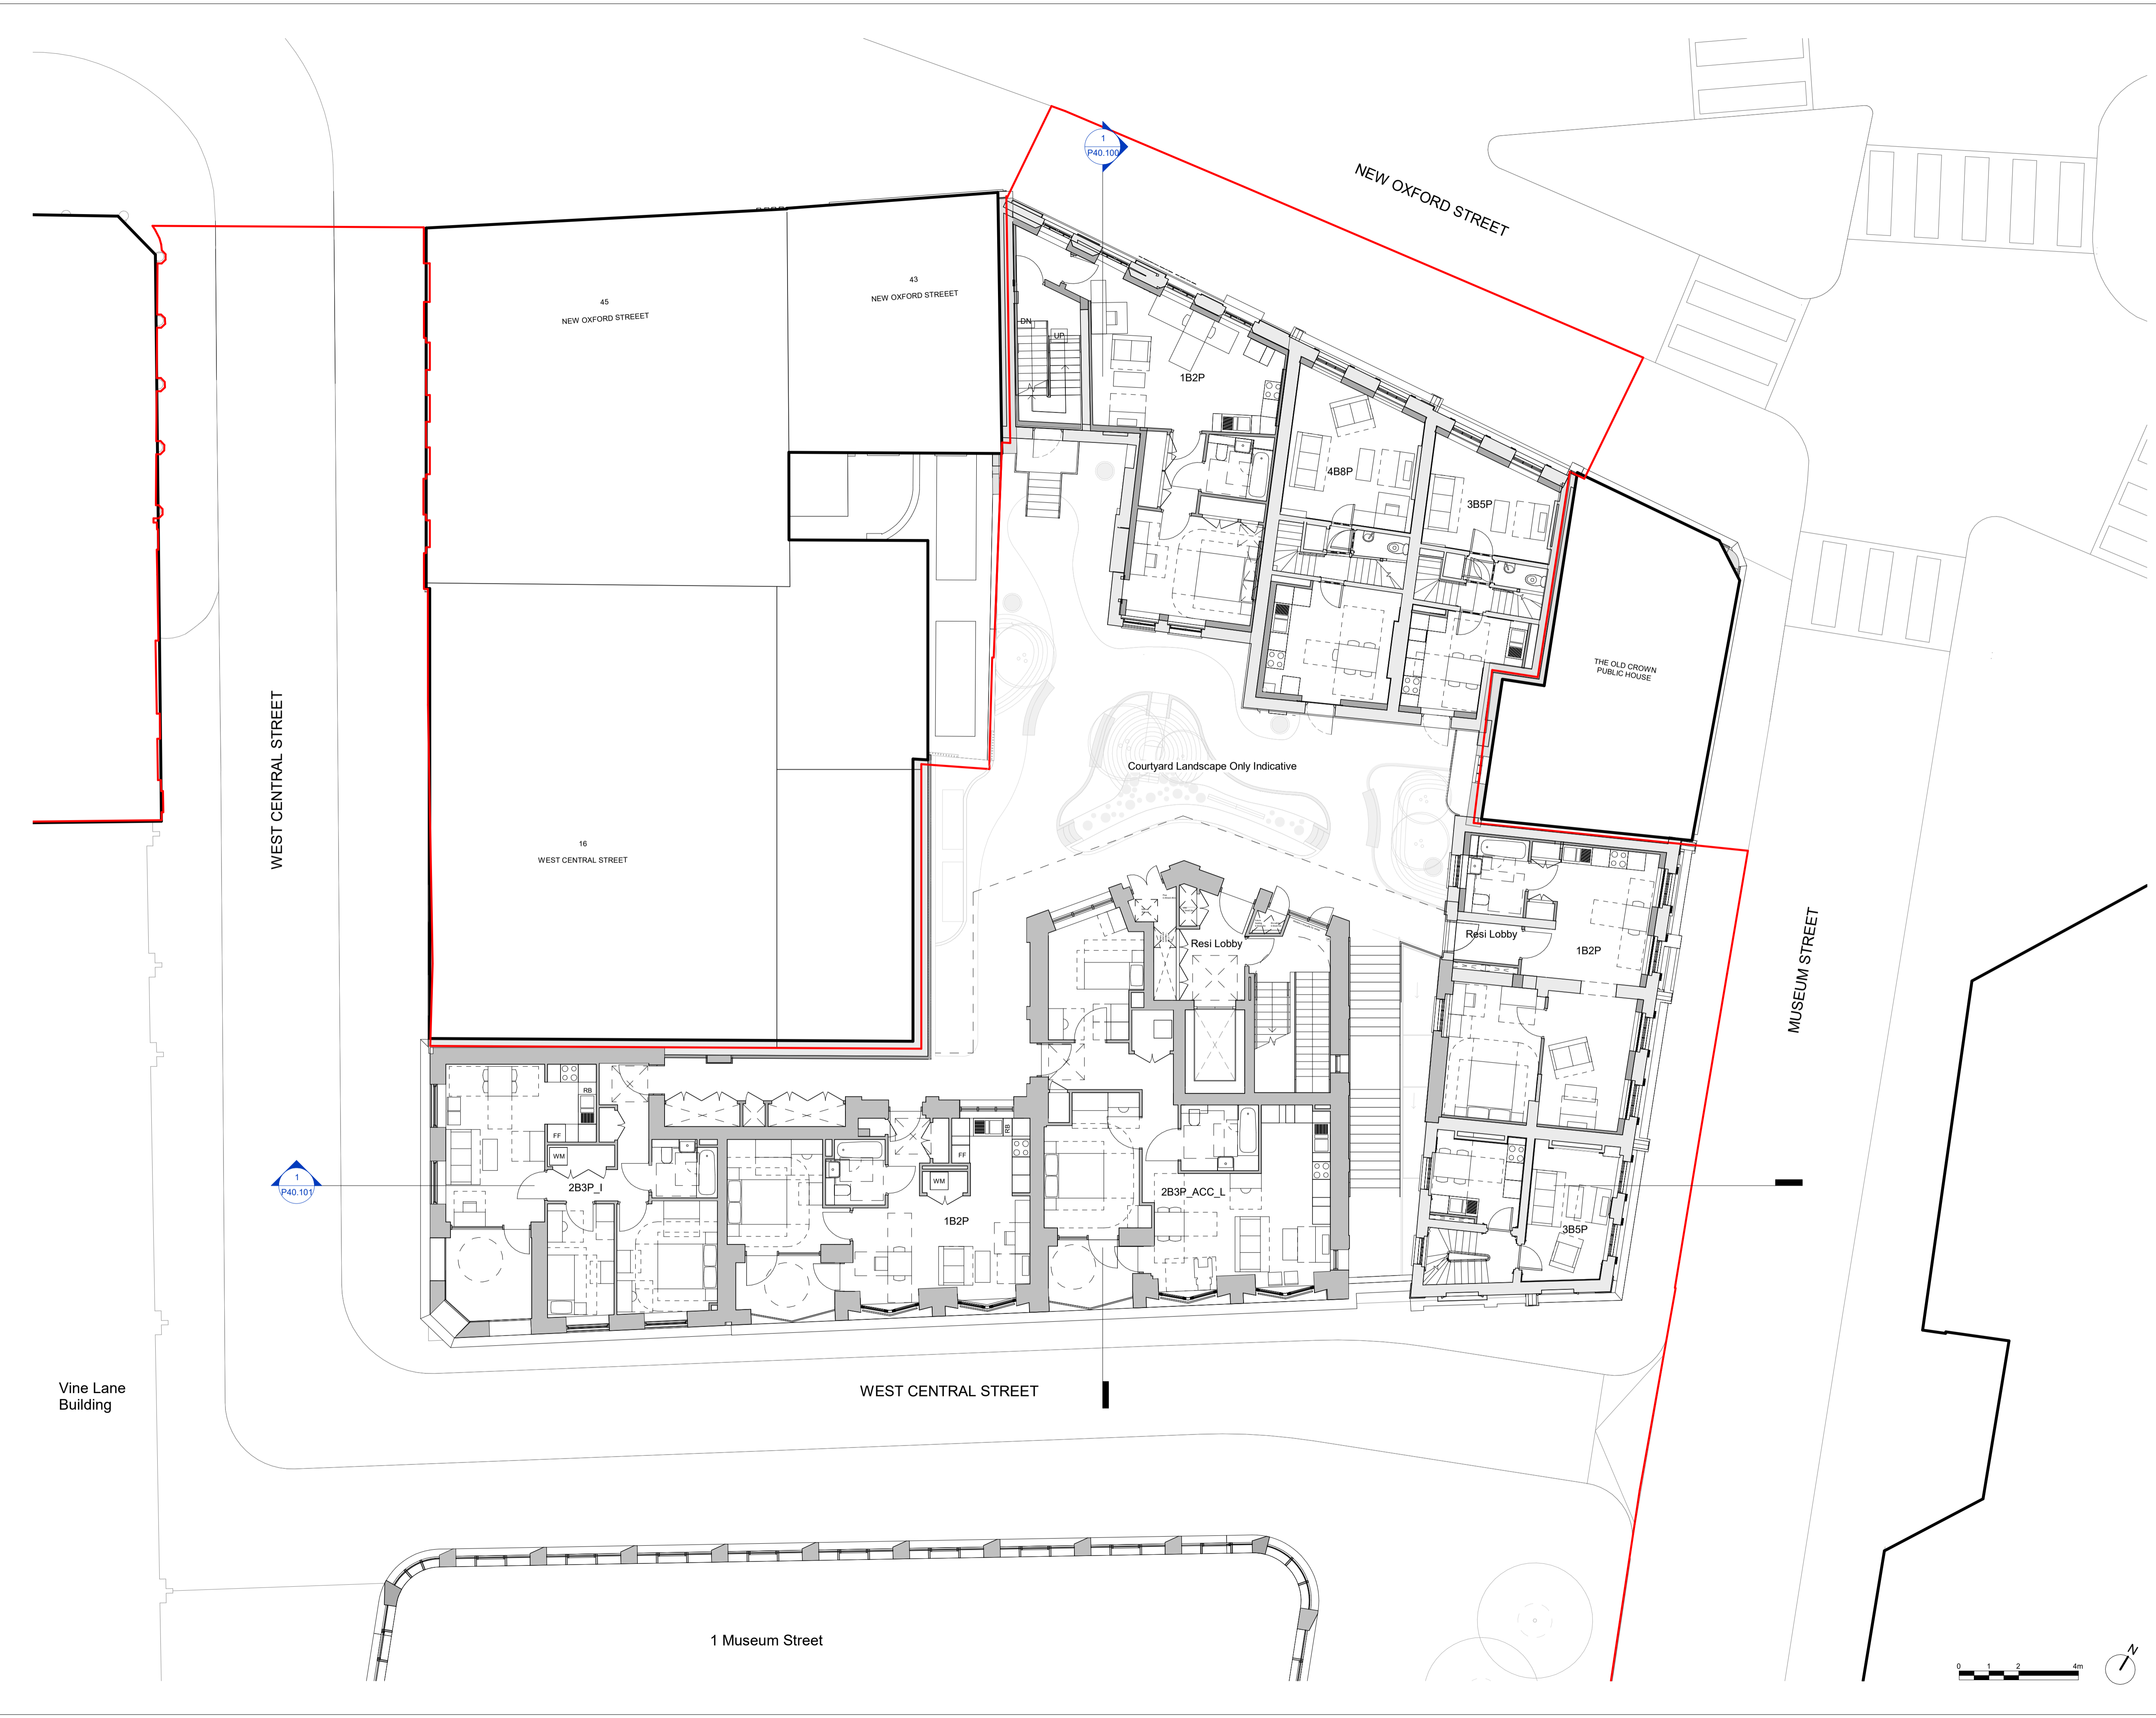 1
P40.100
NEW OXFORD STREET
45
NEW OXFORD STREEET
43
NEW OXFORD STREEET
DN
UP
1B2P
4B8P
3B5P
THE OLD CROWN
PUBLIC HOUSE
WEST CENTRAL STREET
Courtyard Landscape Only Indicative
16
WEST CENTRAL STREET
Resi Lobby
Resi Lobby
1B2P
MUSEUM STREET
RB
FF
WM
RB
FF
WM
1
P40.101
2B3P_I
1B2P
2B3P_ACC_L
3B5P
Vine Lane
Building
WEST CENTRAL STREET
1 Museum Street
0 1 2 4m
N